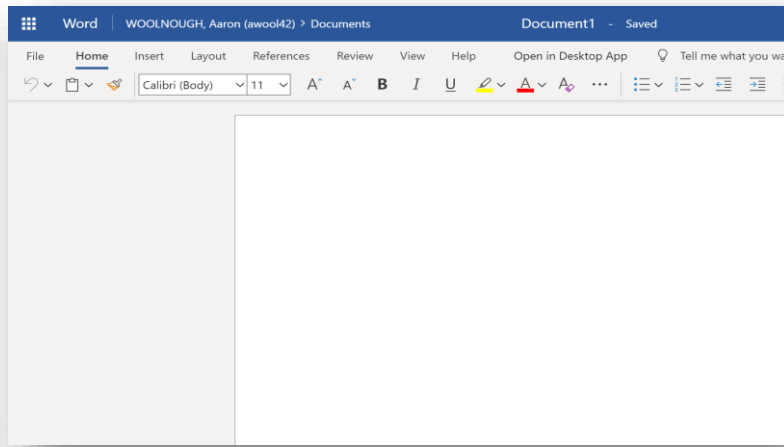 Word WOOLNOUGH, Aaron (awool42) > Documents Document1 - Saved
File Home Insert Layout References Review View Help Open in Desktop App Tell me what you wa
Calibri (Body) 11 A A B I U A A ...